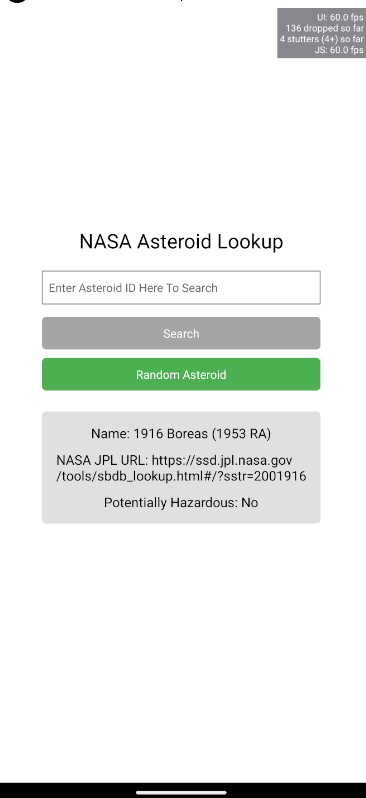 UI: 60.0 fps
136 dropped so far
4 stutters (4+) so far
JS: 60.0 fps
NASA Asteroid Lookup
Enter Asteroid ID Here To Search
Search
Random Asteroid
Name: 1916 Boreas (1953 RA)
NASA JPL URL: https://ssd.jpl.nasa.gov
/tools/sbdb_lookup.html#/?sstr=2001916
Potentially Hazardous: No